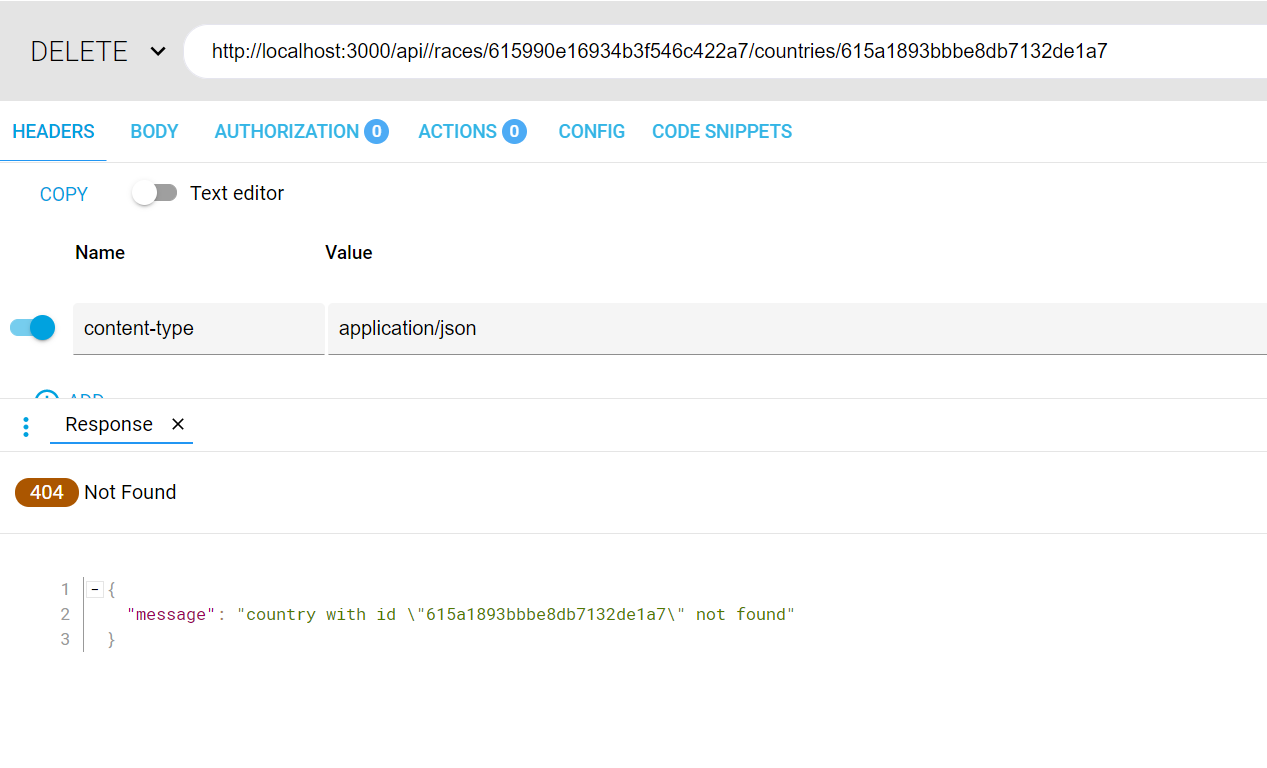 DELETE http://localhost:3000/api//races/615990e16934b3f546c422a7/countries/615a1893bbbe8db7132de1a7
HEADERS BODY AUTHORIZATION 0 ACTIONS 0 CONFIG CODE SNIPPETS
COPY Text editor
Name Value
content-type application/json
ADD
Response ×
404 Not Found
1 - {
2 "message": "country with id \"615a1893bbbe8db7132de1a7\" not found"
3 }